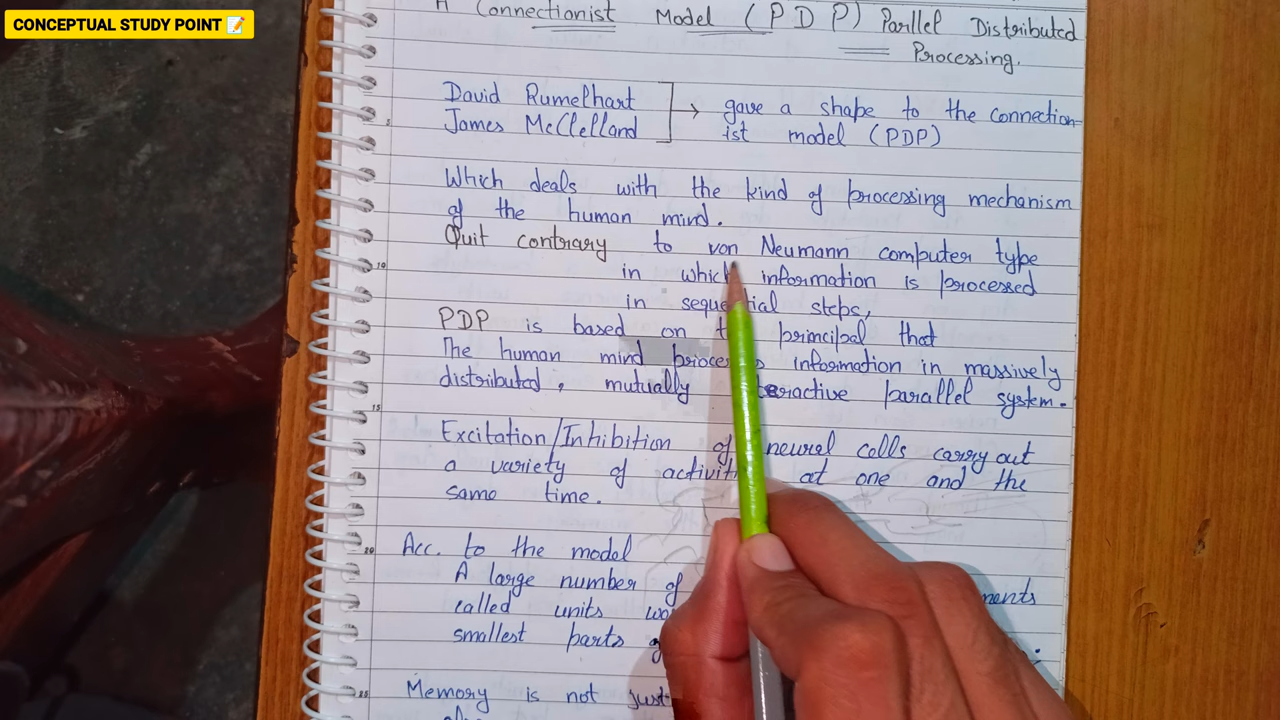 CONCEPTUAL STUDY POINT 📝
A Connectionist Model (PDP) Parllel Distributed
Processing.
David Rumelhart
James McClelland
gave a shape to the connection-
ist model (PDP)
Which deals with the kind of processing mechanism
of the human mind.
Quit contriary to von Neumann computer type
in which information is processed
in sequential steps,
PDP is based on principal that
The human mind information in massively
distributed, mutually parallel system.
Excitation/Inhibition of neural cells carry out
a variety of at one and the
same time.
Acc. to the model
A large number of
called units
smallest parts
Memory is not just